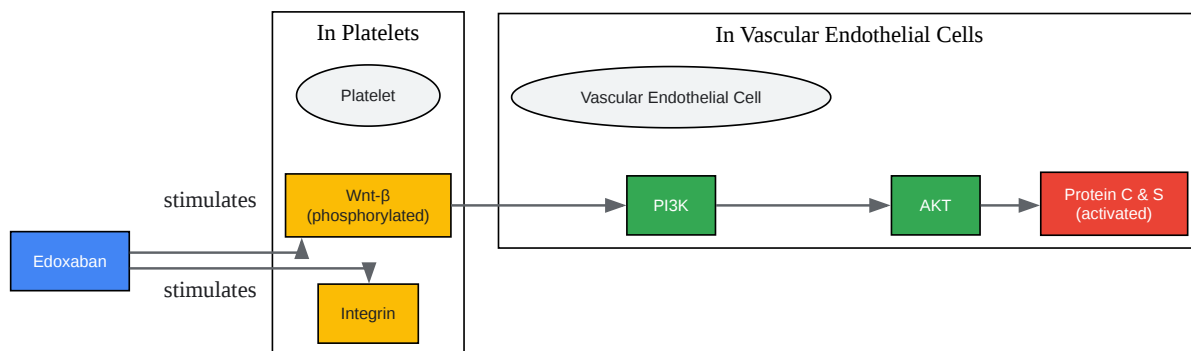 In Platelets
In Vascular Endothelial Cells
Platelet
Vascular Endothelial Cell
stimulates
Wnt-β
(phosphorylated)
PI3K
AKT
Protein C & S
(activated)
Edoxaban
stimulates
Integrin